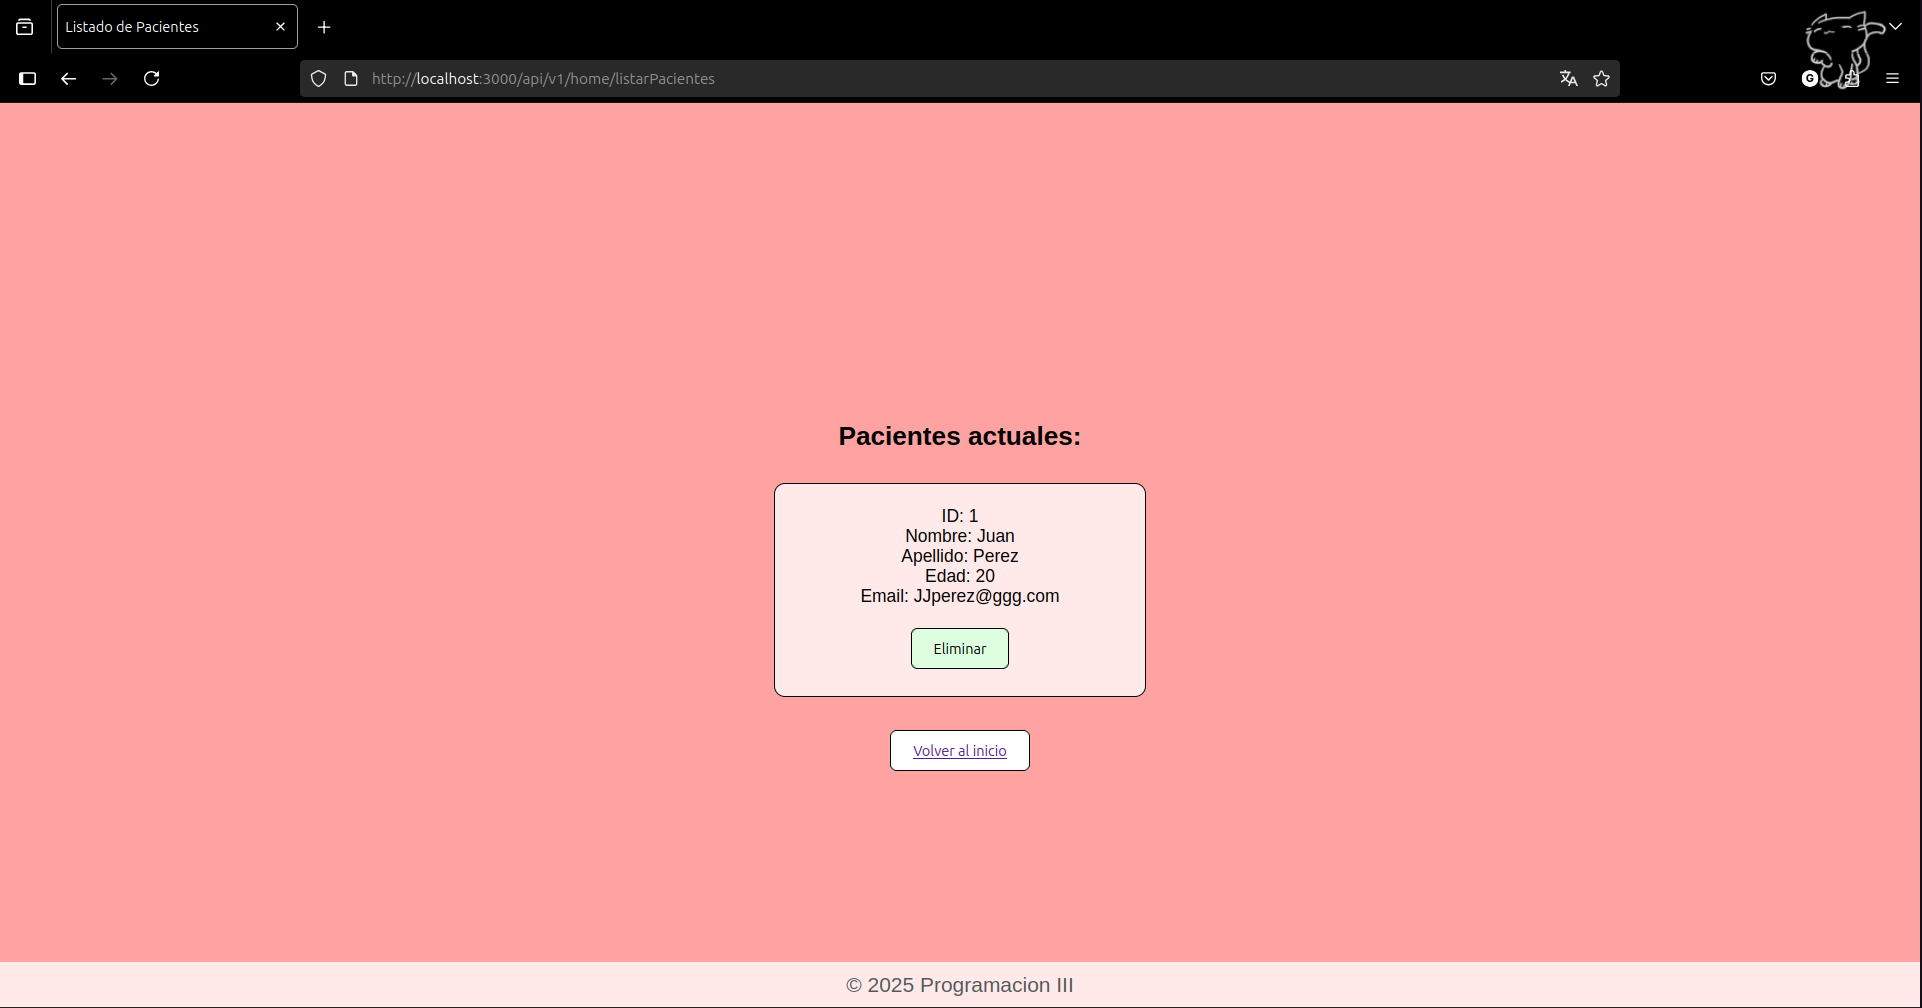 Listado de Pacientes
http://localhost:3000/api/v1/home/listarPacientes
G
Pacientes actuales:
ID: 1
Nombre: Juan
Apellido: Perez
Edad: 20
Email: JJperez@ggg.com
Eliminar
Volver al inicio
© 2025 Programacion III